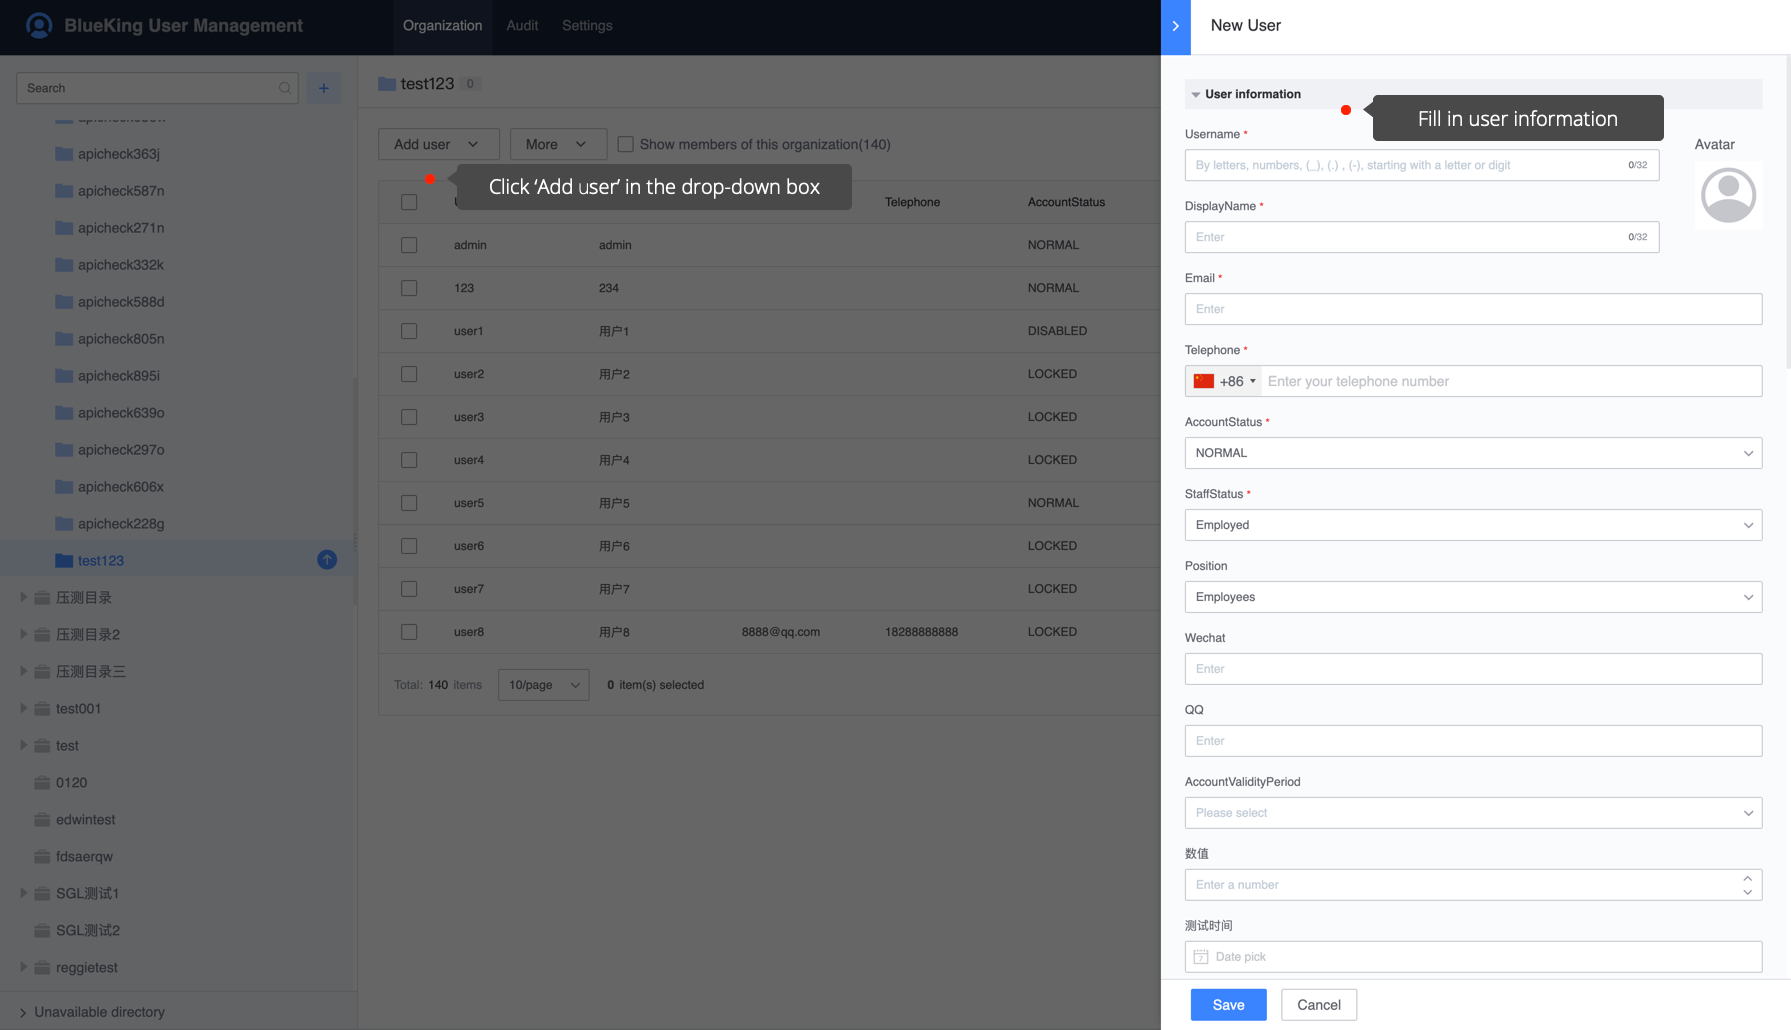 BlueKing User Management
Organization
Audit
Settings
New User
Search
+
test123 0
User information
Fill in user information
Add user
More
Show members of this organization(140)
Click ‘Add user’ in the drop-down box
Telephone
AccountStatus
admin admin NORMAL
123 234 NORMAL
user1 用户1 DISABLED
user2 用户2 LOCKED
user3 用户3 LOCKED
user4 用户4 LOCKED
user5 用户5 NORMAL
user6 用户6 LOCKED
user7 用户7 LOCKED
user8 用户8 8888@qq.com 18288888888 LOCKED
Total: 140 items
10/page
0 item(s) selected
apicheck363j
apicheck587n
apicheck271n
apicheck332k
apicheck588d
apicheck805n
apicheck895i
apicheck639o
apicheck297o
apicheck606x
apicheck228g
test123
压测目录
压测目录2
压测目录三
test001
test
0120
edwintest
fdsaerqw
SGL测试1
SGL测试2
reggietest
Unavailable directory
Username *
By letters, numbers, (_), (.) , (-), starting with a letter or digit 0/32
Avatar
DisplayName *
Enter 0/32
Email *
Enter
Telephone *
+86 Enter your telephone number
AccountStatus *
NORMAL
StaffStatus *
Employed
Position
Employees
Wechat
Enter
QQ
Enter
AccountValidityPeriod
Please select
数值
Enter a number
测试时间
7 Date pick
Save
Cancel